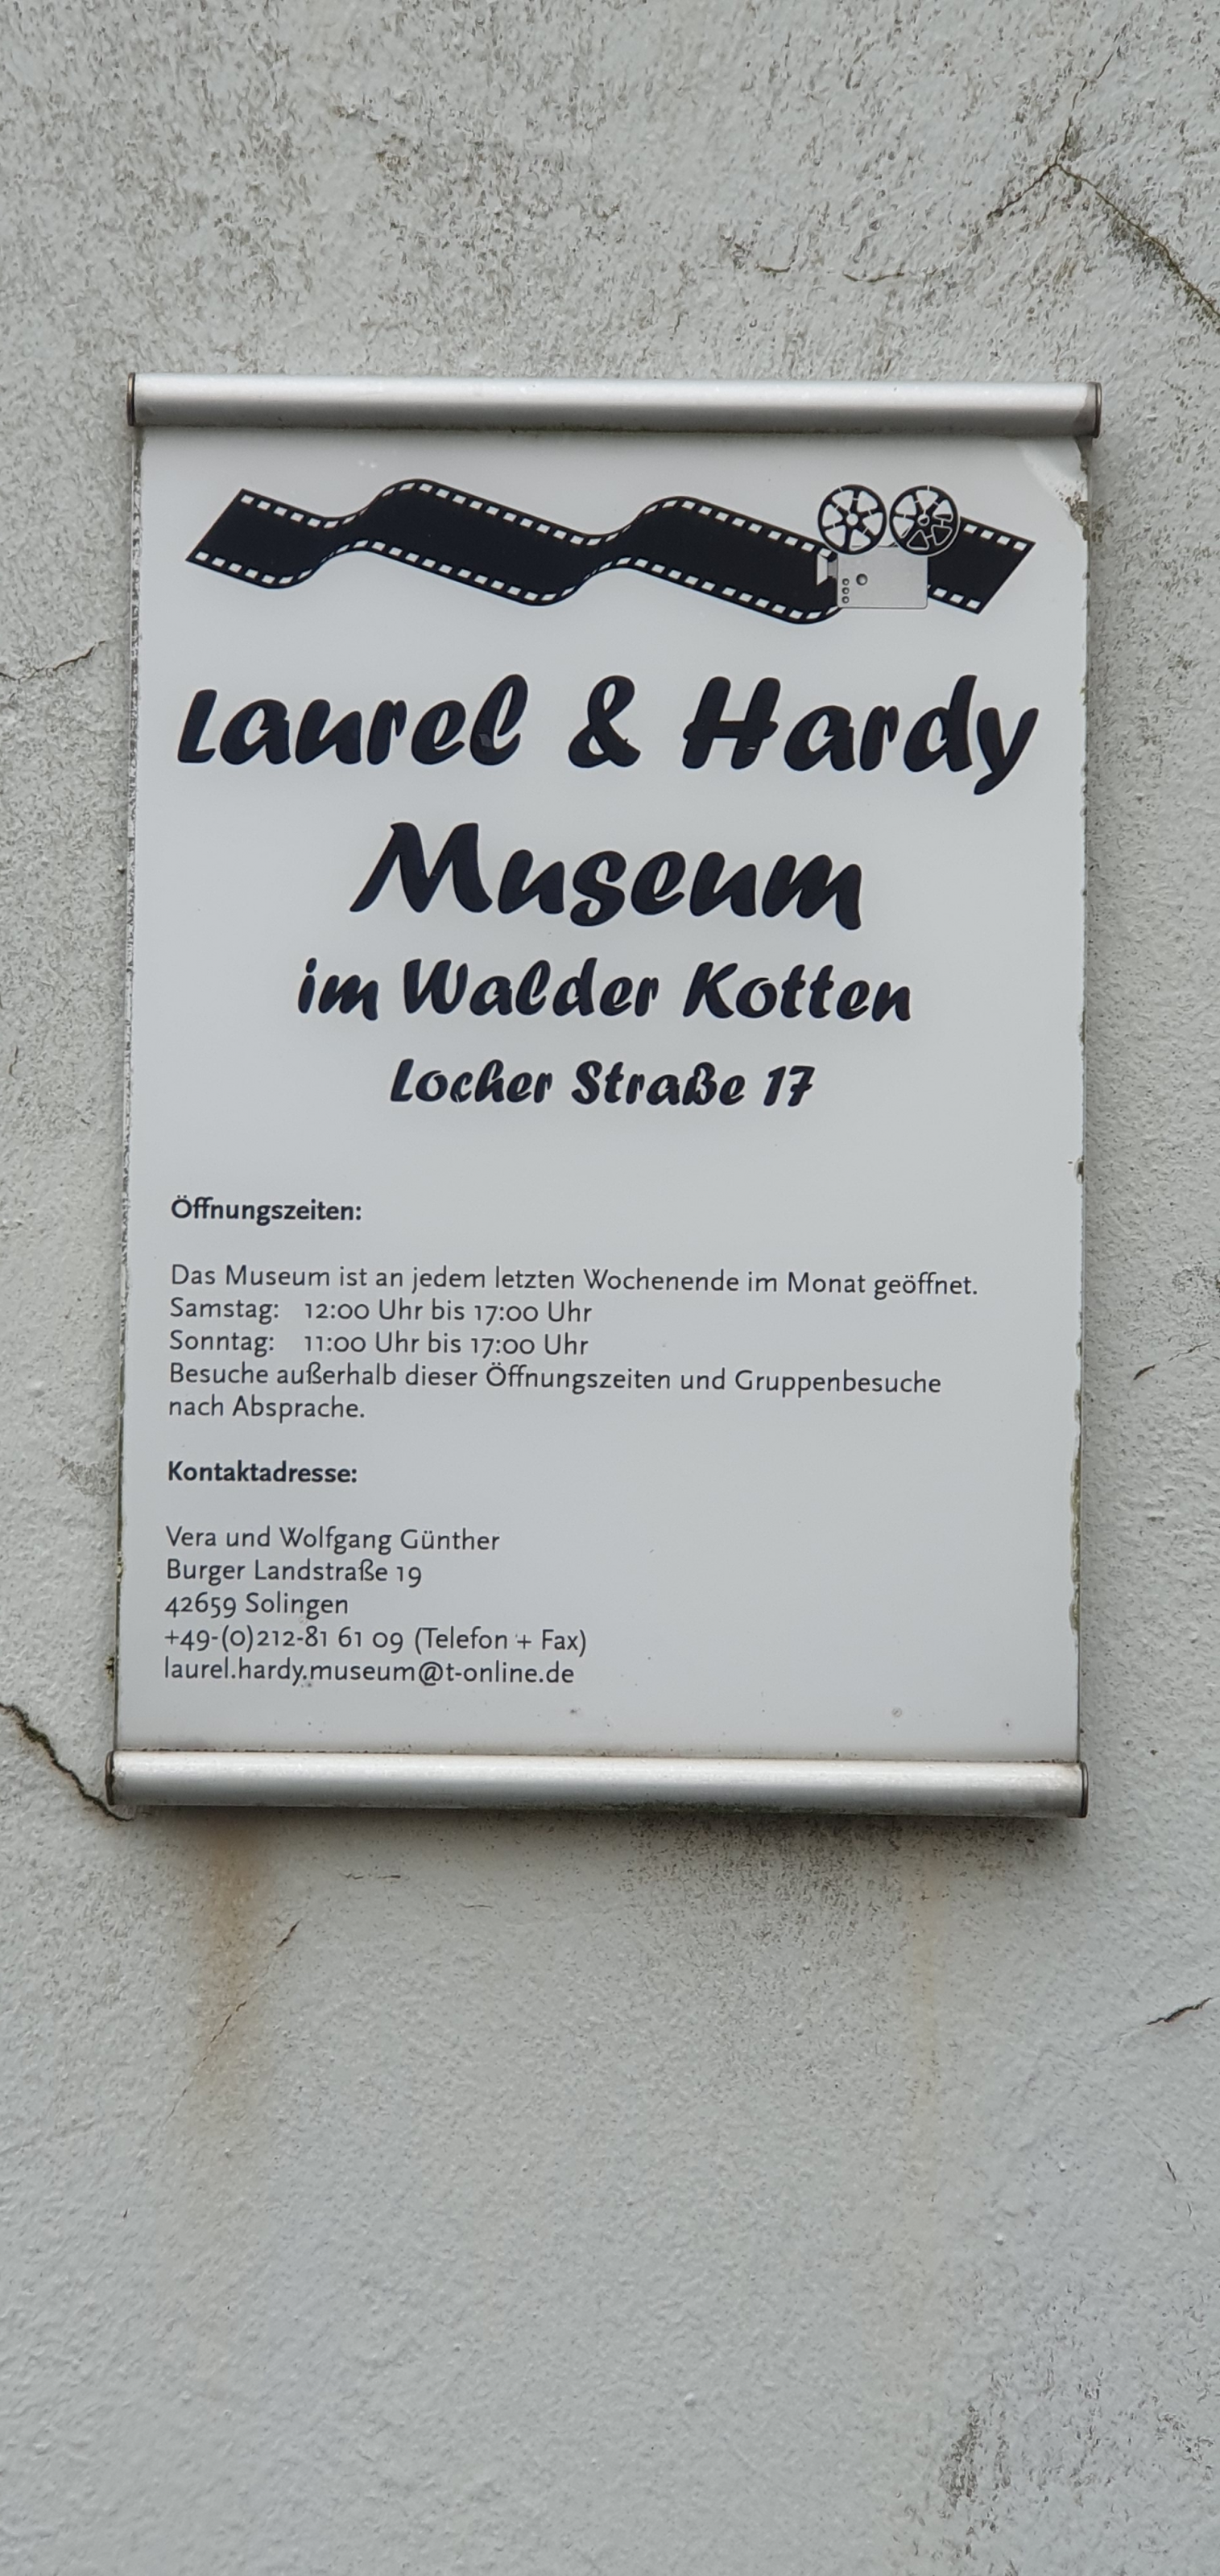 Laurel & Hardy
Museum
im Walder Kotten
Locher Straße 17
Öffnungszeiten:
Das Museum ist an jedem letzten Wochenende im Monat geöffnet.
Samstag: 12:00 Uhr bis 17:00 Uhr
Sonntag: 11:00 Uhr bis 17:00 Uhr
Besuche außerhalb dieser Öffnungszeiten und Gruppenbesuche
nach Absprache.
Kontaktadresse:
Vera und Wolfgang Günther
Burger Landstraße 19
42659 Solingen
+49-(0)212-81 61 09 (Telefon + Fax)
laurel.hardy.museum@t-online.de